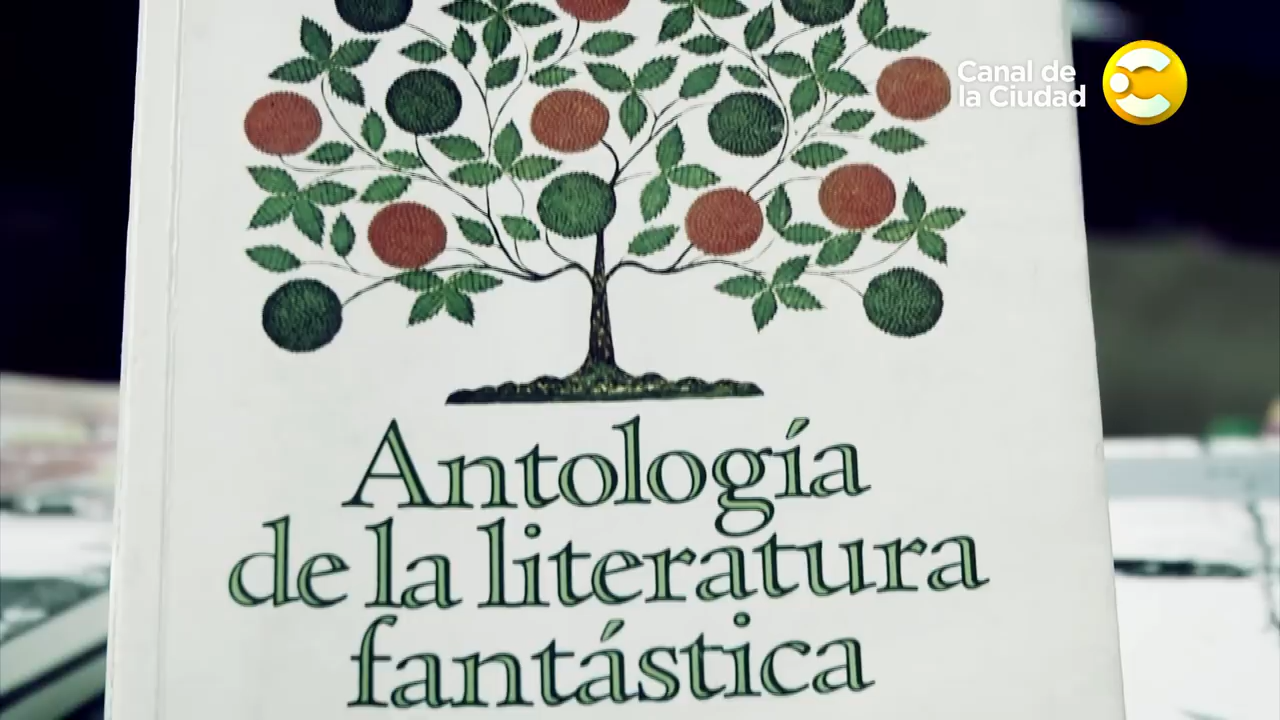 Canal de
la Ciudad
Antología
de la literatura
fantástica